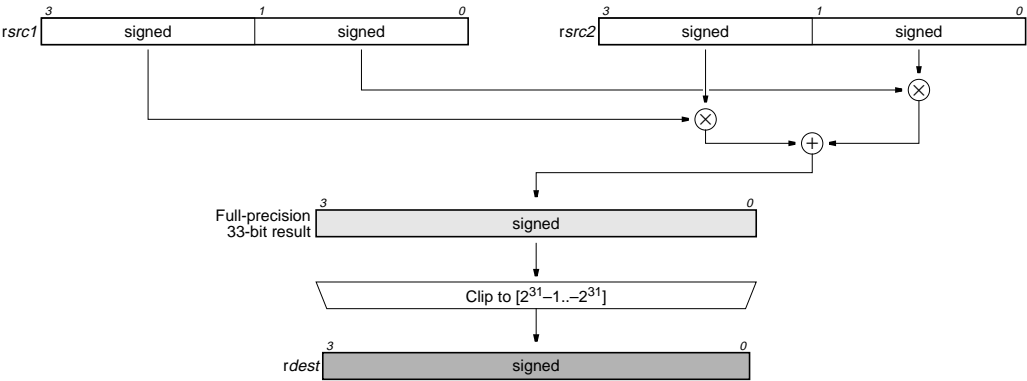 3 1 0 3 1 0
rsrc1 signed signed rsrc2 signed signed
× ×
+
3 0
Full-precision
33-bit result signed
Clip to [2³¹–1..–2³¹]
3 0
rdest signed